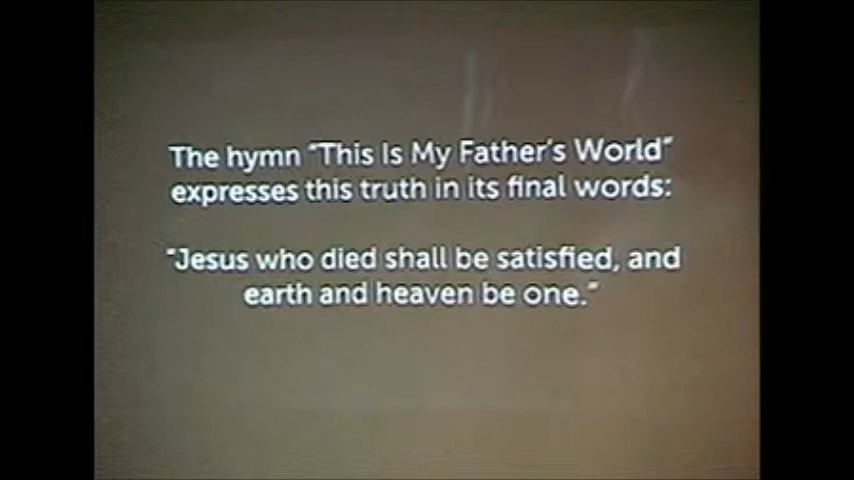 The hymn "This Is My Father's World"
expresses this truth in its final words:
"Jesus who died shall be satisfied, and
earth and heaven be one."